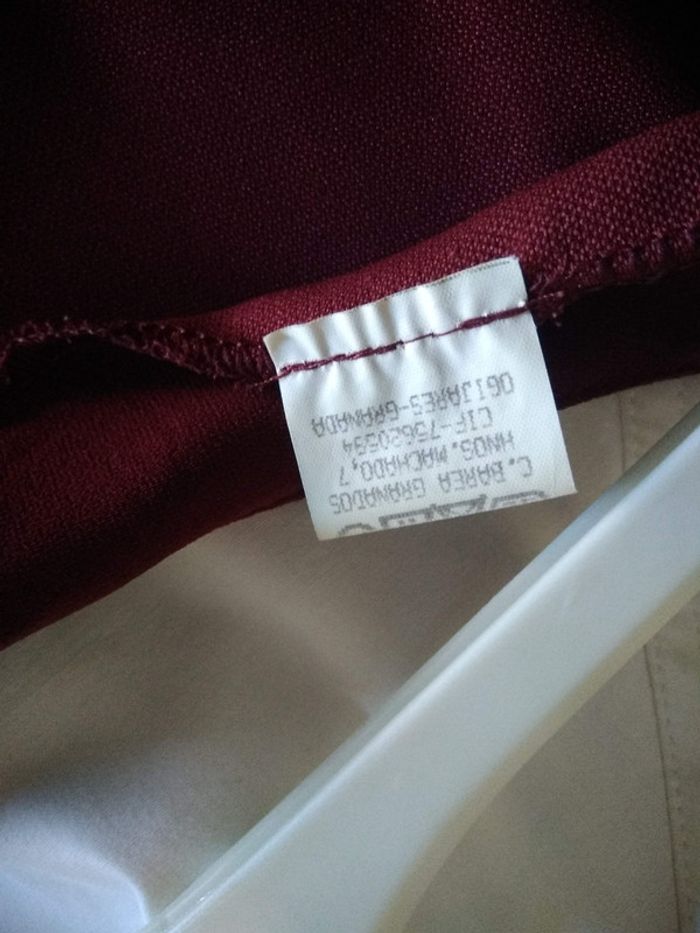 C. BAREA GRANADOS
HNOS. MACHADO, 7
CIF-75620594
OGIJARES-GRANADA